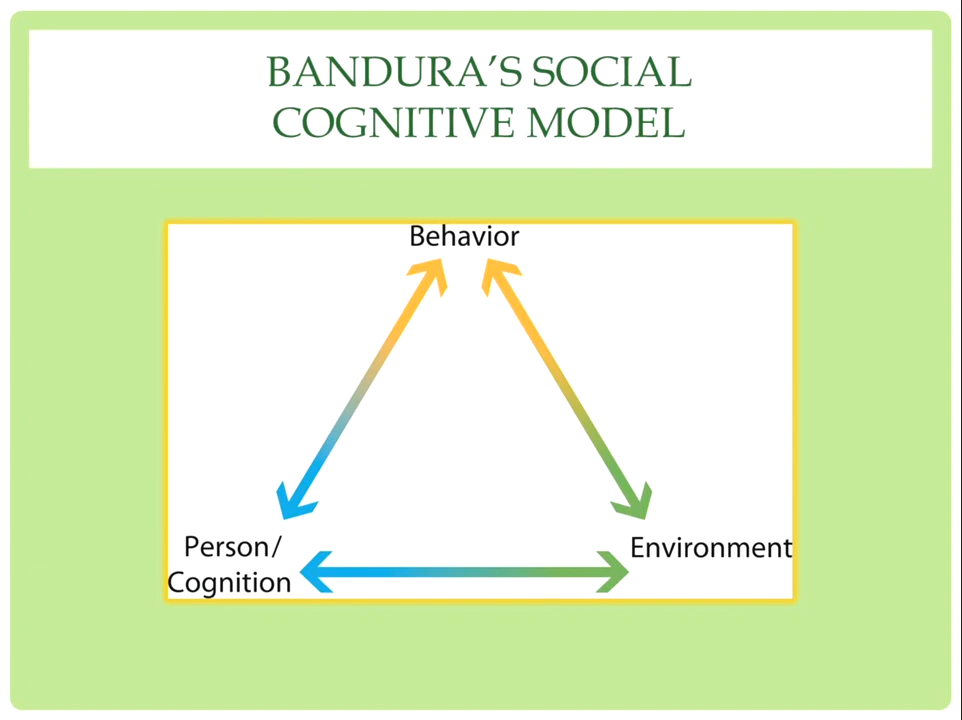 BANDURA’S SOCIAL
COGNITIVE MODEL
Behavior
Person/
Cognition
Environment